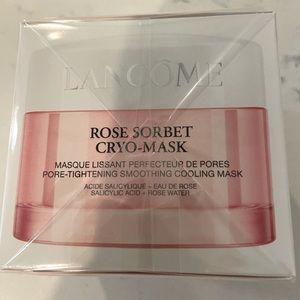 LANCÔME
ROSE SORBET
CRYO-MASK
MASQUE LISSANT PERFECTEUR DE PORES
PORE-TIGHTENING SMOOTHING COOLING MASK
ACIDE SALICYLIQUE - EAU DE ROSE
SALICYLIC ACID - ROSE WATER